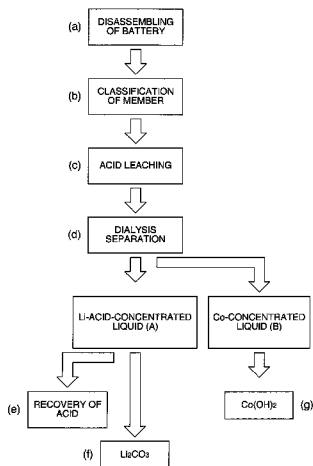 (a)
DISASSEMBLING
OF BATTERY
(b)
CLASSIFICATION
OF MEMBER
(c)
ACID LEACHING
(d)
DIALYSIS
SEPARATION
Li-ACID-CONCENTRATED
LIQUID (A)
Co-CONCENTRATED
LIQUID (B)
(e)
RECOVERY OF
ACID
Co(OH)2
(g)
(f)
Li2CO3